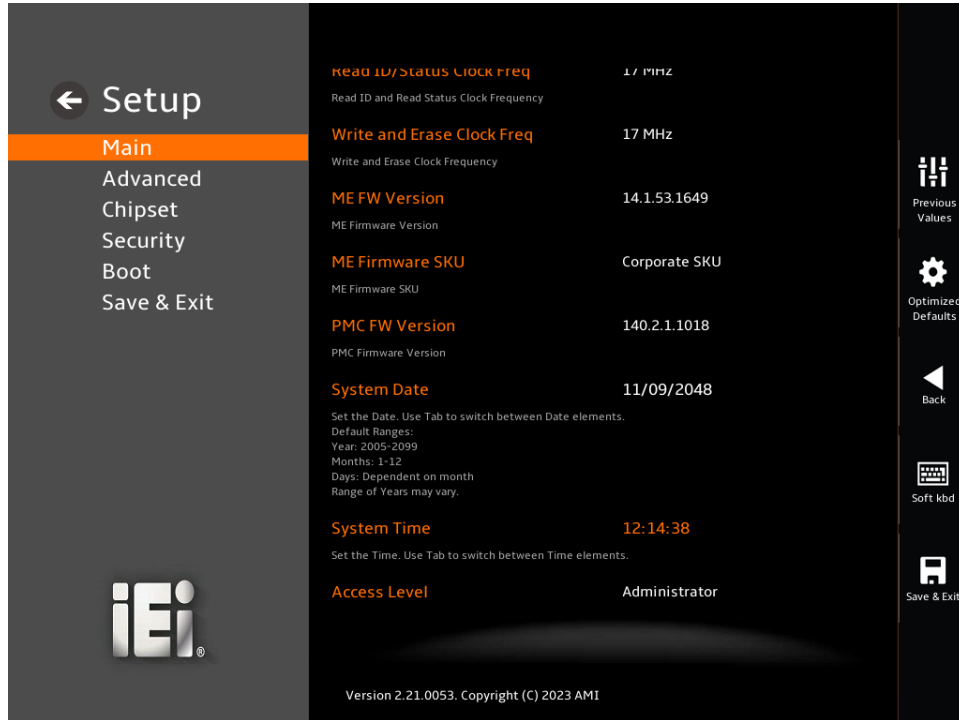 Setup
Main
Advanced
Chipset
Security
Boot
Save & Exit
iEi®
Read ID/Status Clock Freq 17 MHz
Read ID and Read Status Clock Frequency
Write and Erase Clock Freq 17 MHz
Write and Erase Clock Frequency
ME FW Version 14.1.53.1649
ME Firmware Version
ME Firmware SKU Corporate SKU
ME Firmware SKU
PMC FW Version 140.2.1.1018
PMC Firmware Version
System Date 11/09/2048
Set the Date. Use Tab to switch between Date elements.
Default Ranges:
Year: 2005-2099
Months: 1-12
Days: Dependent on month
Range of Years may vary.
System Time 12:14:38
Set the Time. Use Tab to switch between Time elements.
Access Level Administrator
Version 2.21.0053. Copyright (C) 2023 AMI
Previous
Values
Optimized
Defaults
Back
Soft kbd
Save & Exit